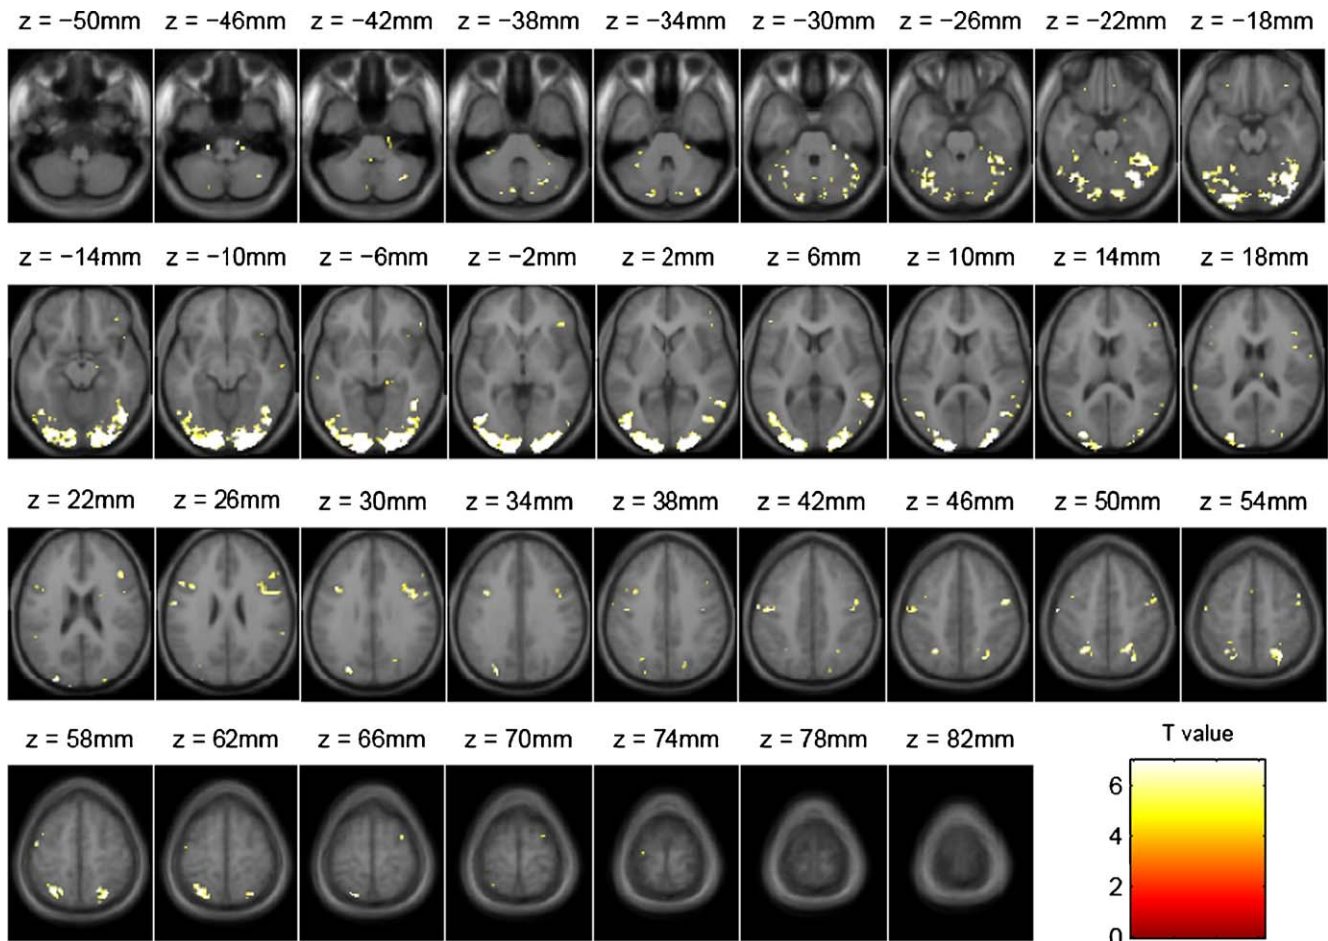 z = −50mm z = −46mm z = −42mm z = −38mm z = −34mm z = −30mm z = −26mm z = −22mm z = −18mm
z = −14mm z = −10mm z = −6mm z = −2mm z = 2mm z = 6mm z = 10mm z = 14mm z = 18mm
z = 22mm z = 26mm z = 30mm z = 34mm z = 38mm z = 42mm z = 46mm z = 50mm z = 54mm
z = 58mm z = 62mm z = 66mm z = 70mm z = 74mm z = 78mm z = 82mm T value
6
4
2
0